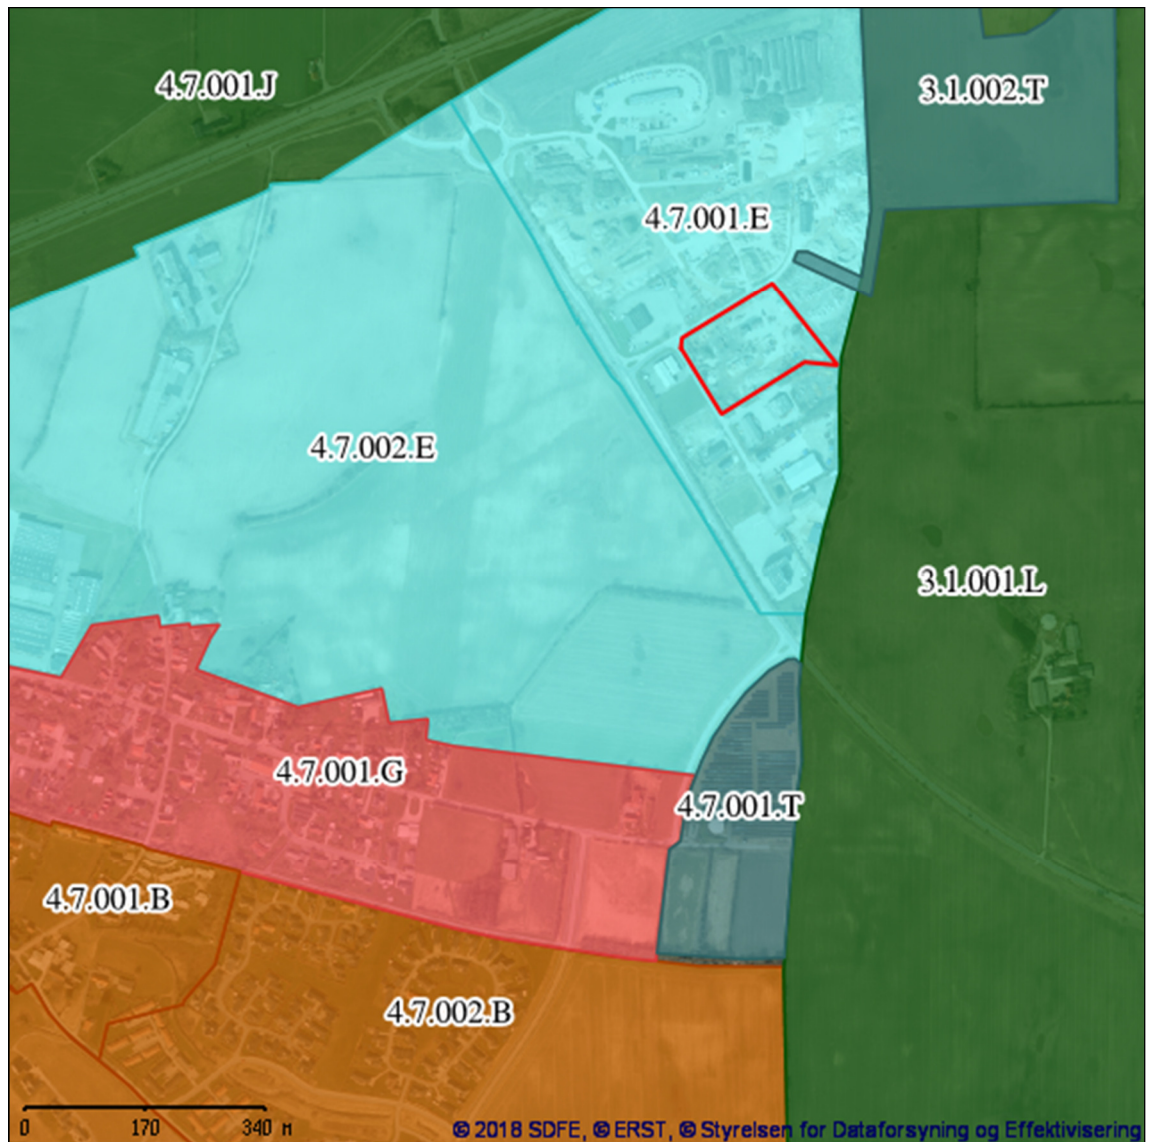 4.7.001.J
3.1.002.T
4.7.001.E
4.7.002.E
3.1.001.L
4.7.001.G
4.7.001.T
4.7.001.B
4.7.002.B
0 170 340 M
© 2018 SDFE, © ERST, © Styrelsen for Dataforsyning og Effektivisering